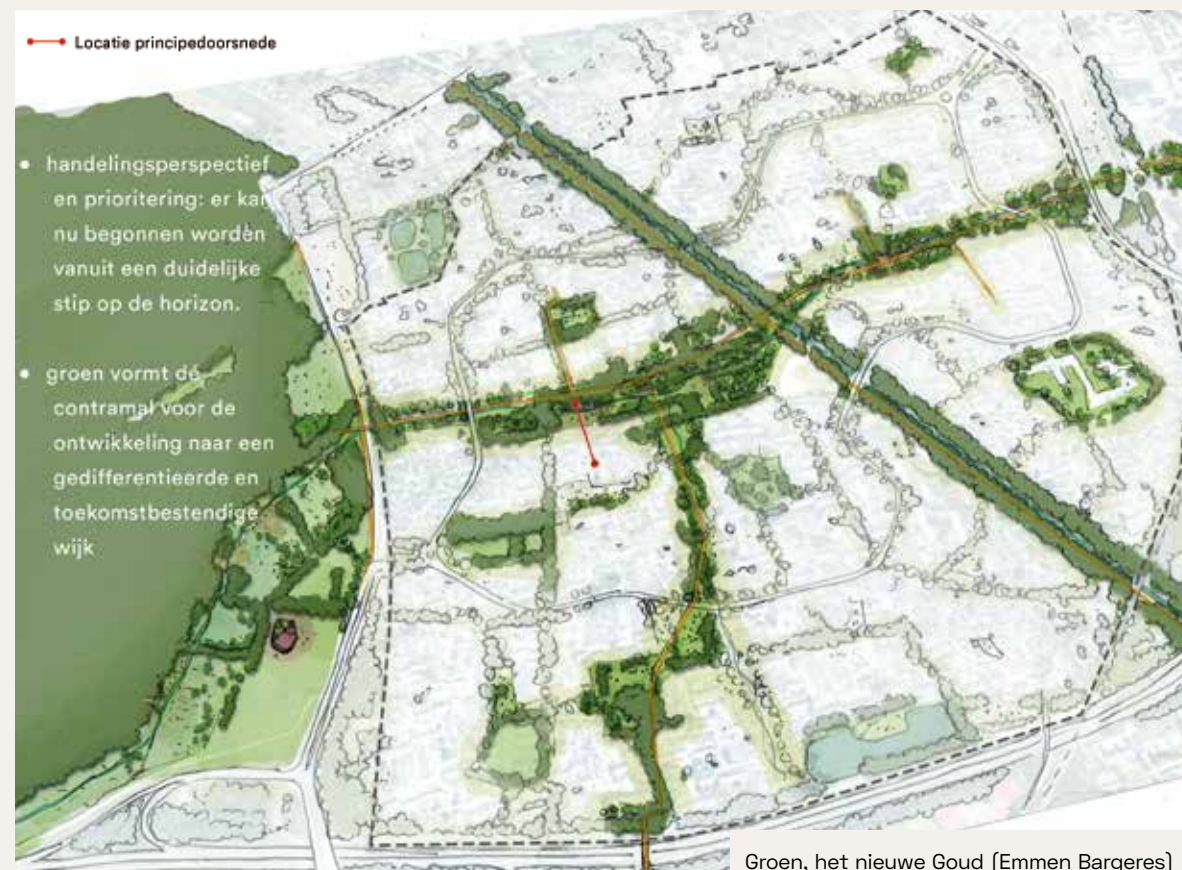 Locatie principedoorsnede
• handelingsperspectief
en prioritering: er kan
nu begonnen worden
vanuit een duidelijke
stip op de horizon.
• groen vormt de
contramal voor de
ontwikkeling naar een
gedifferentieerde en
toekomstbestendige
wijk
Groen, het nieuwe Goud (Emmen Bargeres)